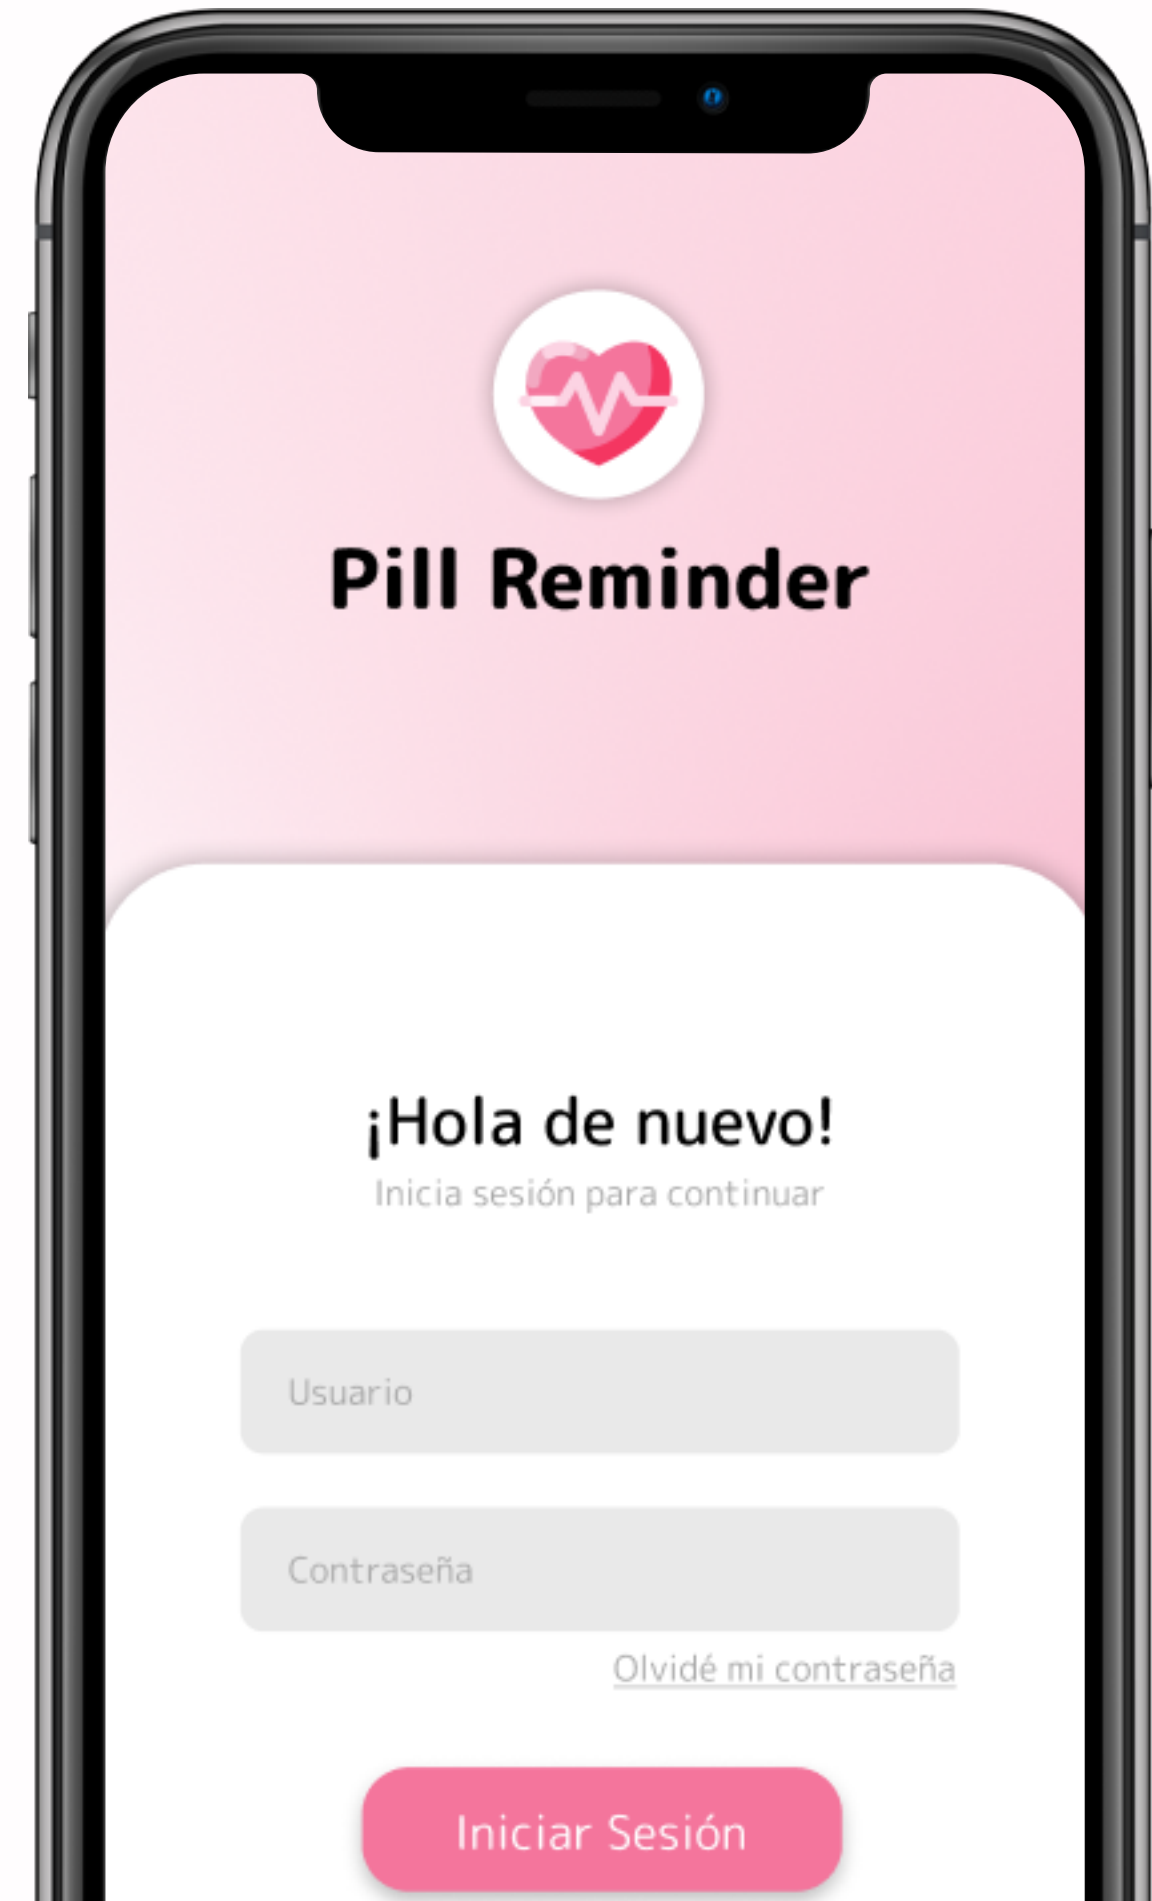 Pill Reminder
¡Hola de nuevo!
Inicia sesión para continuar
Usuario
Contraseña
Olvidé mi contraseña
Iniciar Sesión